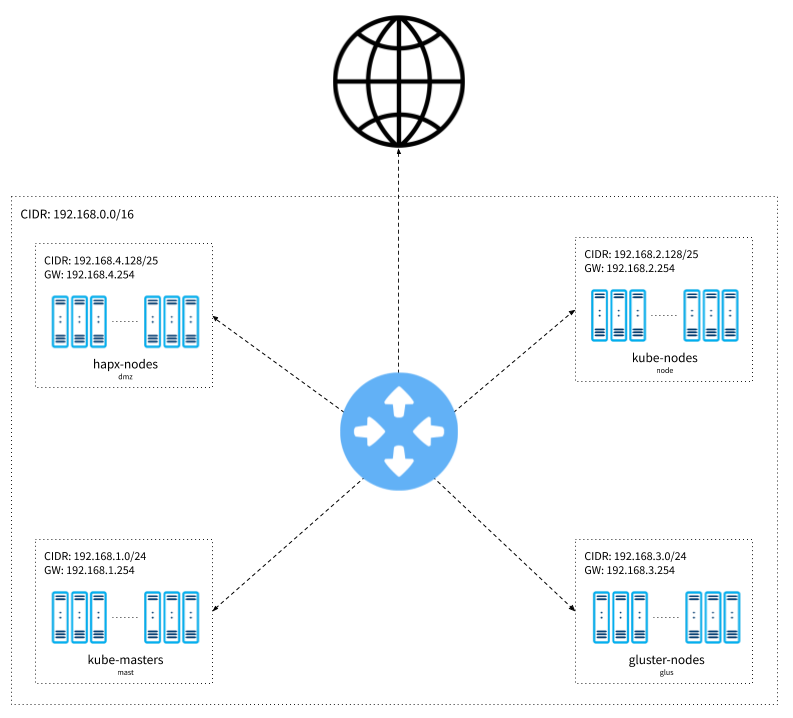 CIDR: 192.168.0.0/16
CIDR: 192.168.4.128/25
GW: 192.168.4.254
hapx-nodes
dmz
CIDR: 192.168.2.128/25
GW: 192.168.2.254
kube-nodes
node
CIDR: 192.168.1.0/24
GW: 192.168.1.254
kube-masters
mast
CIDR: 192.168.3.0/24
GW: 192.168.3.254
gluster-nodes
glus